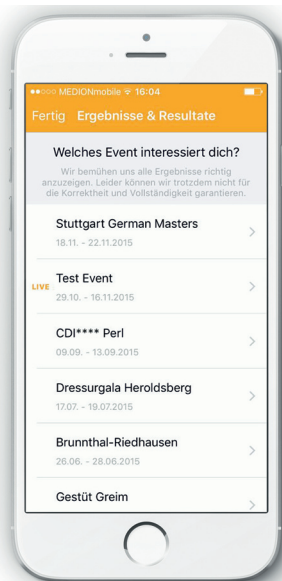 MEDIONmobile 16:04
Fertig Ergebnisse & Resultate
Welches Event interessiert dich?
Wir bemühen uns alle Ergebnisse richtig
anzuzeigen. Leider können wir trotzdem nicht für
die Korrektheit und Vollständigkeit garantieren.
Stuttgart German Masters
18.11. - 22.11.2015
LIVE Test Event
29.10. - 16.11.2015
CDI**** Perl
09.09. - 13.09.2015
Dressurgala Heroldsberg
17.07. - 19.07.2015
Brunnthal-Riedhausen
26.06. - 28.06.2015
Gestüt Greim